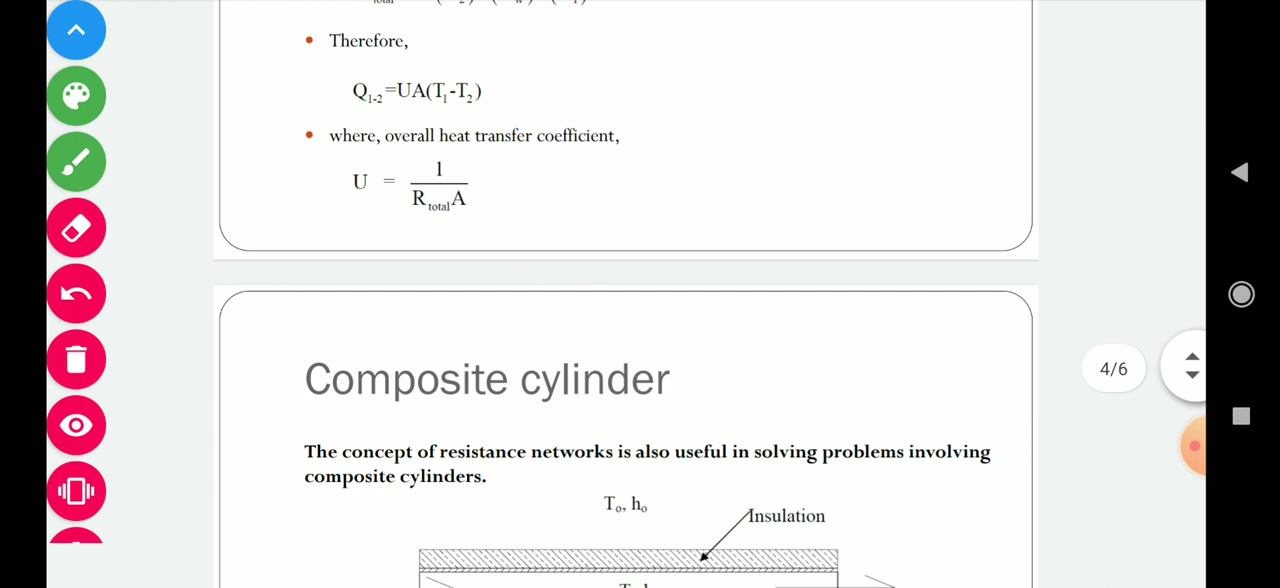 Therefore,
Q1-2=UA(T1-T2)
where, overall heat transfer coefficient,
U = 1
Rtotal A
Composite cylinder
4/6
The concept of resistance networks is also useful in solving problems involving
composite cylinders.
To, ho
Insulation